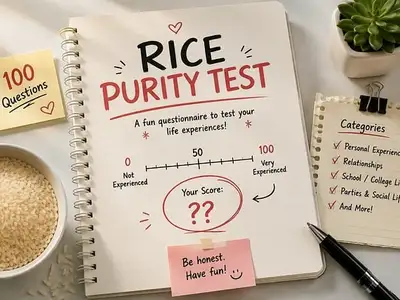 100
Questions
RICE
PURITY TEST
A fun questionnaire to test your
life experiences!
0
50
100
Not
Experienced
Very
Experienced
Your Score:
??
Be honest.
Have fun!
Categories
Personal Experience
Relationships
School / College Li
Parties & Social Lif
And More!